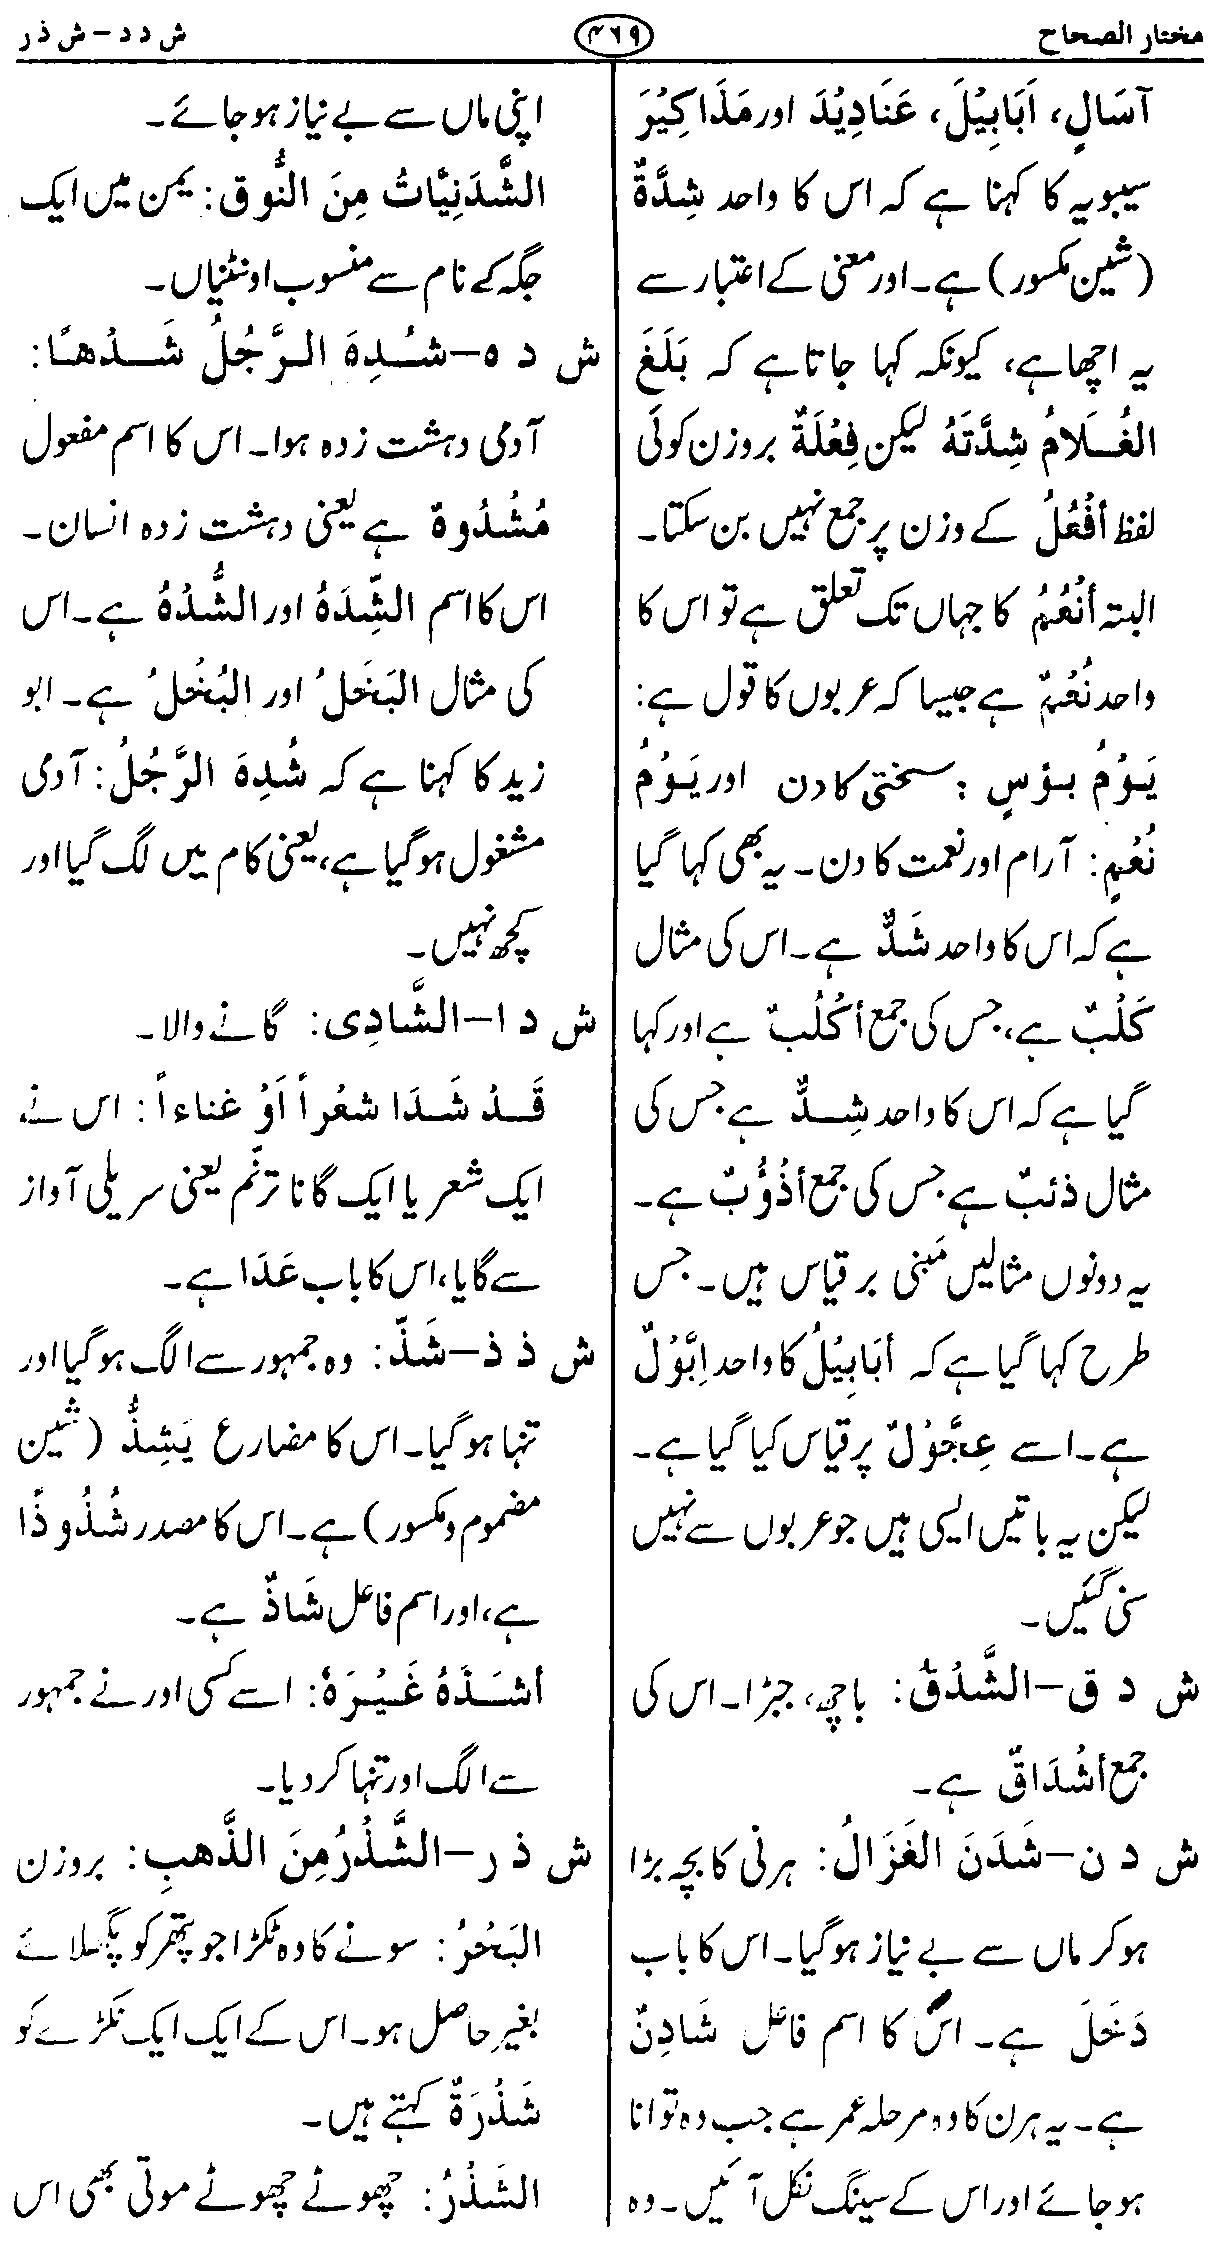 مختار الصحاح
۴۶۹
ش د د – ش ذ ر
آسَالٍ، اَبَابِيْلَ، عَنَادِيْدَ اور مَذَاكِيْرَ
سیبویہ کا کہنا ہے کہ اس کا واحد شِدَّةٌ
(شین مکسور) ہے۔ اور معنی کے اعتبار سے
یہ اچھا ہے، کیونکہ کہا جاتا ہے کہ بَلَغَ
الغُلَامُ شِدَّتَهُ لیکن فِعْلَةٌ بروزن کوئی
لفظ أفْعُلُ کے وزن پر جمع نہیں بن سکتا۔
البتہ أنْعُمُ کا جہاں تک تعلق ہے تو اس کا
واحد نُعْمٌ ہے جیسا کہ عربوں کا قول ہے:
يَوْمُ بؤسٍ : سختی کا دن اور يَوْمُ
نُعْمٍ: آرام اور نعمت کا دن۔ یہ بھی کہا گیا
ہے کہ اس کا واحد شَدٌّ ہے۔ اس کی مثال
كَلْبٌ ہے، جس کی جمع أكْلُبٌ ہے اور کہا
گیا ہے کہ اس کا واحد شِدٌّ ہے جس کی
مثال ذئبٌ ہے جس کی جمع أذْؤُبٌ ہے۔
یہ دونوں مثالیں مَبنی بر قیاس ہیں۔ جس
طرح کہا گیا ہے کہ أبَابِيْلُ کا واحد اِبَّوْلٌ
ہے۔ اسے عِجَّوْلٌ پر قیاس کیا گیا ہے۔
لیکن یہ باتیں ایسی ہیں جو عربوں سے نہیں
سنی گئیں۔
ش د ق – الشَّدْقُ: باچھ، جبڑا۔ اس کی
جمع أشْدَاقٌ ہے۔
ش د ن – شَدَنَ الغَزَالُ: ہرنی کا بچہ بڑا
ہو کر ماں سے بے نیاز ہو گیا۔ اس کا باب
دَخَلَ ہے۔ اس کا اسم فاعل شَادِنٌ
ہے۔ یہ ہرن کا وہ مرحلہ عمر ہے جب وہ توانا
ہو جائے اور اس کے سینگ نکل آئیں۔ وہ
اپنی ماں سے بے نیاز ہو جائے۔
الشَّدَنِيَّاتُ مِنَ النُّوق: یمن میں ایک
جگہ کے نام سے منسوب اونٹنیاں۔
ش د ہ – شُدِهَ الرَّجُلُ شَدْهًا:
آدمی دہشت زدہ ہوا۔ اس کا اسم مفعول
مُشْدُوهٌ ہے یعنی دہشت زدہ انسان۔
اس کا اسم الشِّدَهُ اور الشُّدْهُ ہے۔ اس
کی مثال البَخَلُ اور البُخْلُ ہے۔ ابو
زید کا کہنا ہے کہ شُدِهَ الرَّجُلُ: آدمی
مشغول ہو گیا ہے، یعنی کام میں لگ گیا اور
کچھ نہیں۔
ش د ا – الشَّادِی: گانے والا۔
قَدْ شَدَا شعْراً اَوْ غناءاً: اس نے
ایک شعر یا ایک گانا ترنّم یعنی سریلی آواز
سے گایا، اس کا باب عَدَا ہے۔
ش ذ ذ – شَذّ: وہ جمہور سے الگ ہو گیا اور
تنہا ہو گیا۔ اس کا مضارع يَشِذُّ (شین
مضموم و مکسور) ہے۔ اس کا مصدر شُذُوذًا
ہے، اور اسم فاعل شَاذٌ ہے۔
أشَذَّهُ غَيْرَهُ: اسے کسی اور نے جمہور
سے الگ اور تنہا کر دیا۔
ش ذ ر – الشَّذْرُ مِنَ الذَّهبِ: بروزن
البَحْرُ: سونے کا وہ ٹکڑا جو پتھر کو پگھلائے
بغیر حاصل ہو۔ اس کے ایک ایک ٹکڑے کو
شَذْرَةٌ کہتے ہیں۔
الشَذْرُ: چھوٹے چھوٹے موتی بھی اس